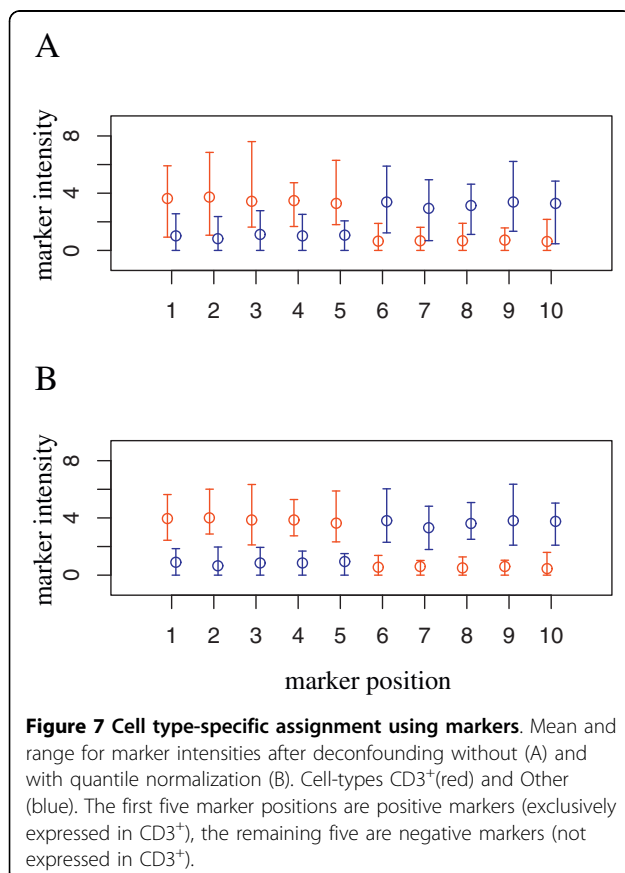 A
marker intensity
8
4
0
1 2 3 4 5 6 7 8 9 10
B
marker intensity
8
4
0
1 2 3 4 5 6 7 8 9 10
marker position
Figure 7 Cell type-specific assignment using markers. Mean and
range for marker intensities after deconfounding without (A) and
with quantile normalization (B). Cell-types CD3⁺(red) and Other
(blue). The first five marker positions are positive markers (exclusively
expressed in CD3⁺), the remaining five are negative markers (not
expressed in CD3⁺).